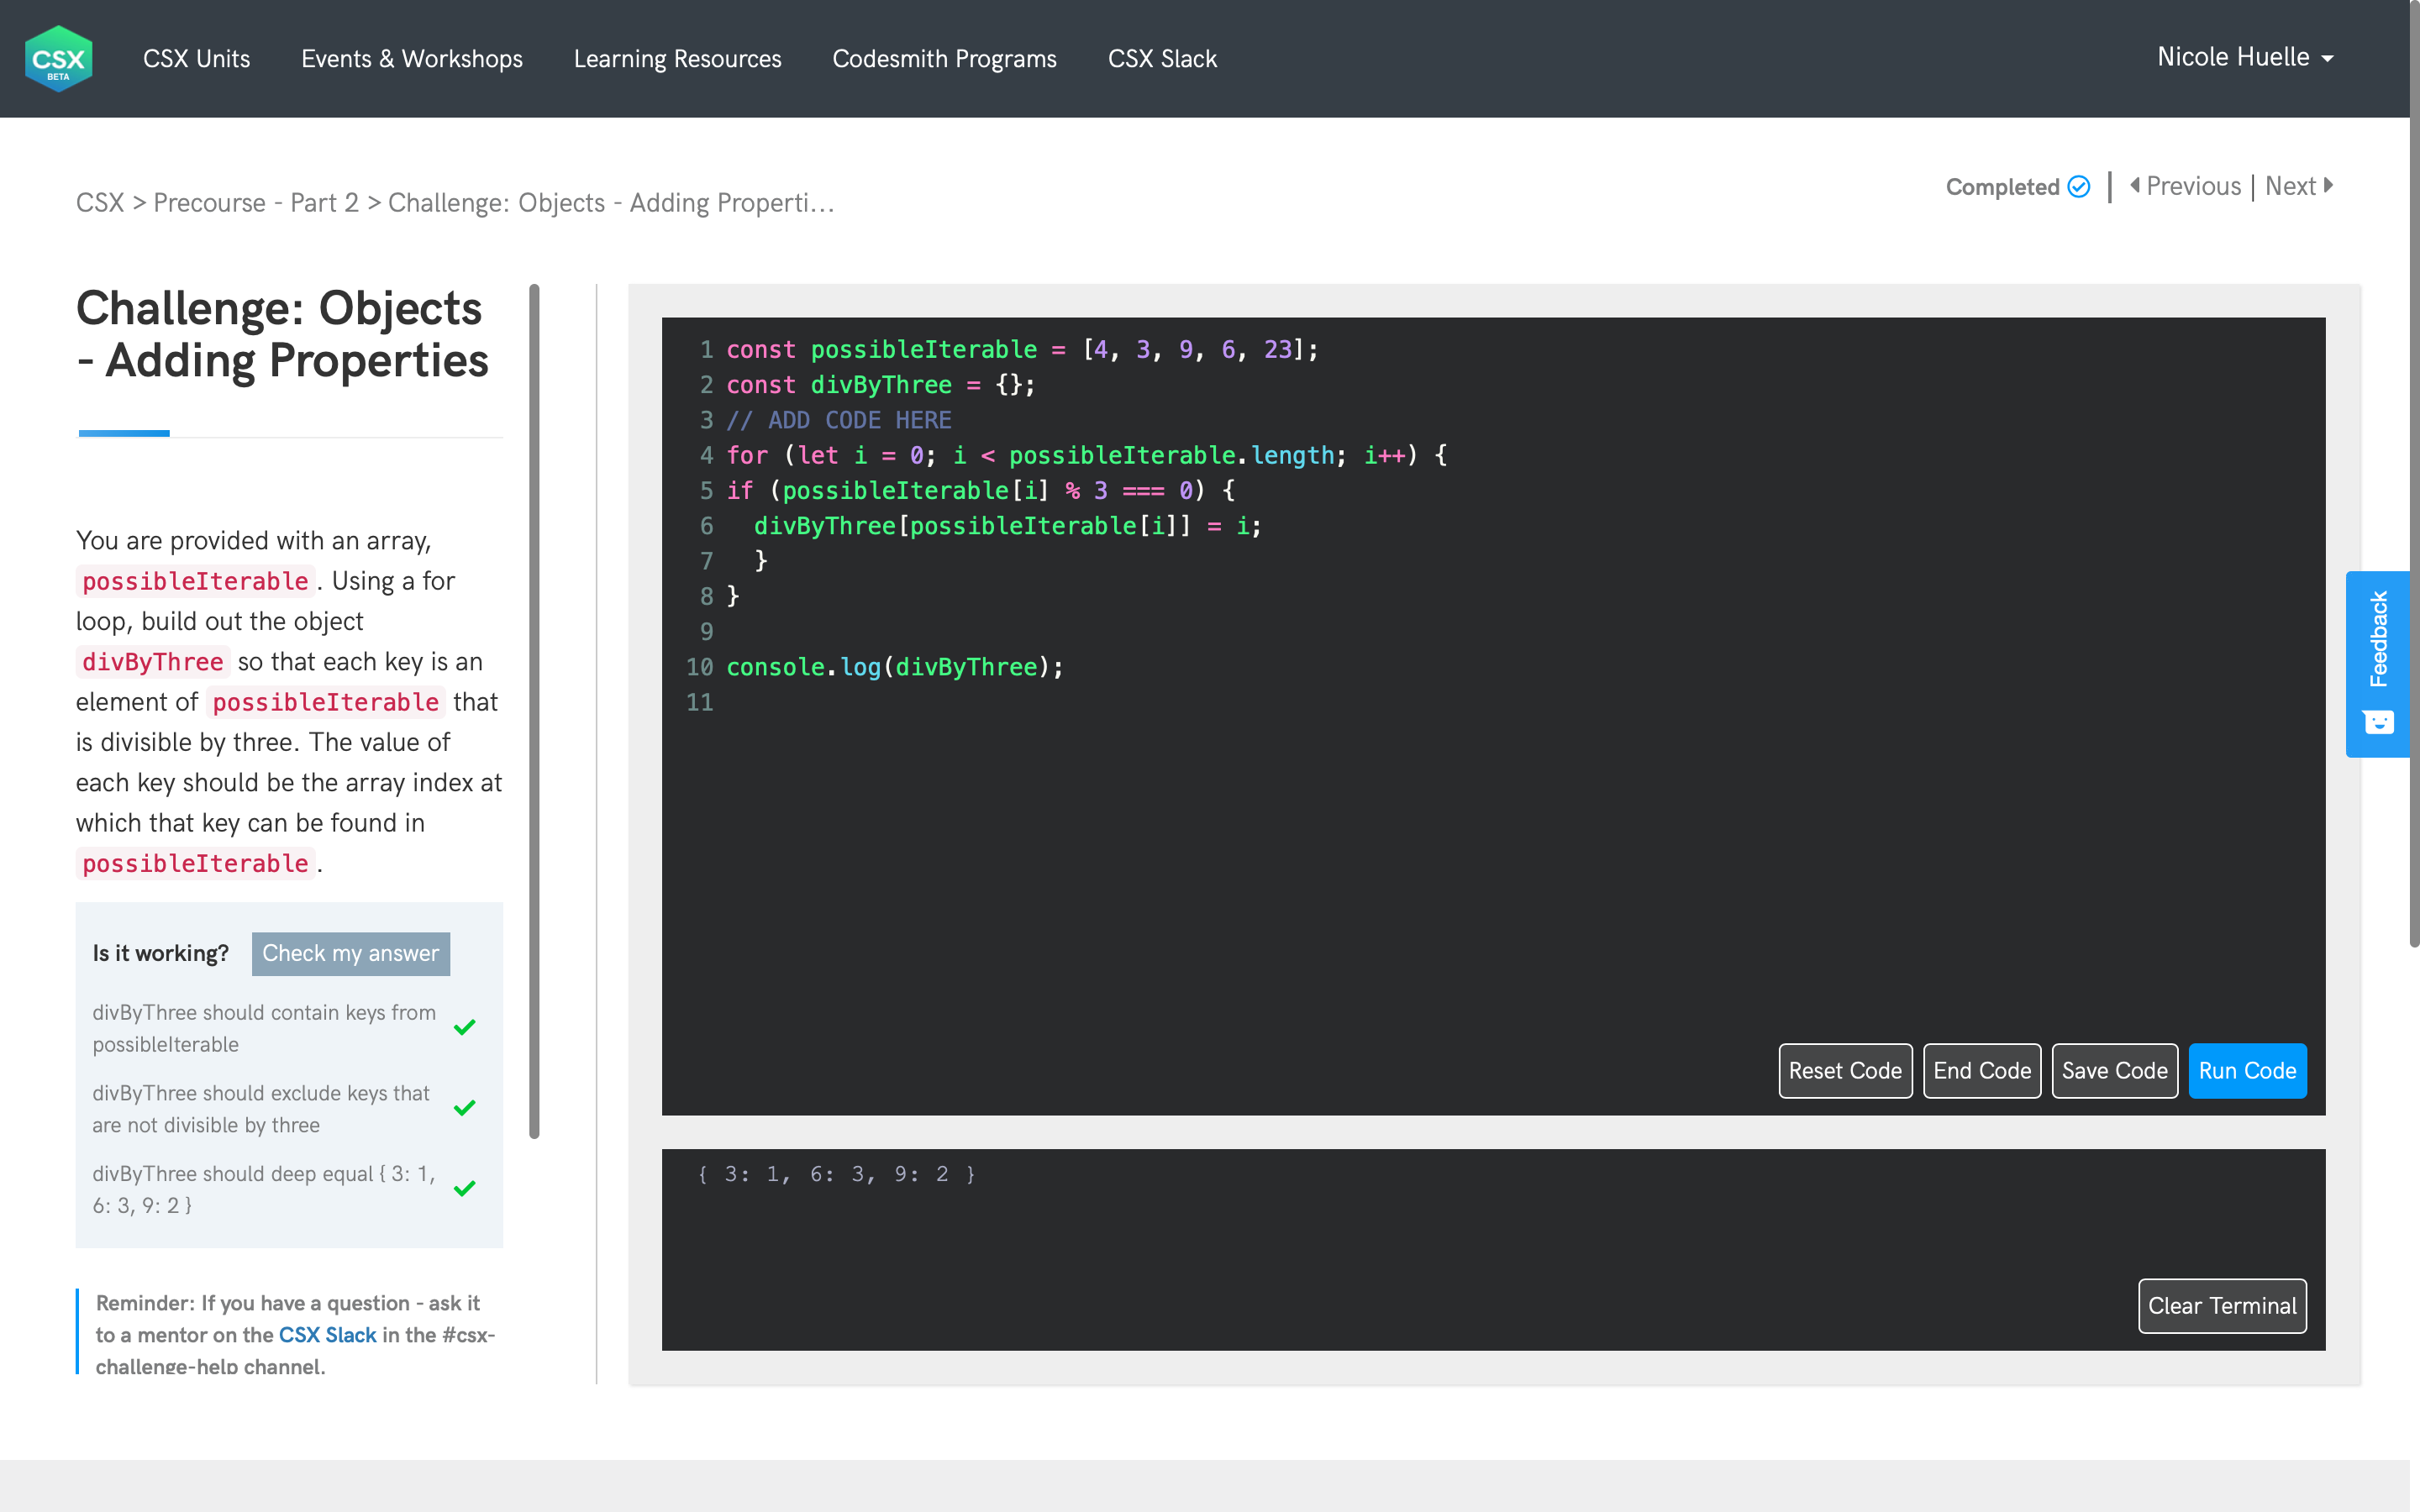 CSX
BETA
CSX Units
Events & Workshops
Learning Resources
Codesmith Programs
CSX Slack
Nicole Huelle
CSX > Precourse - Part 2 > Challenge: Objects - Adding Properti...
Completed | Previous | Next
Challenge: Objects
- Adding Properties
You are provided with an array,
possibleIterable. Using a for
loop, build out the object
divByThree so that each key is an
element of possibleIterable that
is divisible by three. The value of
each key should be the array index at
which that key can be found in
possibleIterable.
Is it working? Check my answer
divByThree should contain keys from
possibleIterable
divByThree should exclude keys that
are not divisible by three
divByThree should deep equal { 3: 1,
6: 3, 9: 2 }
Reminder: If you have a question - ask it
to a mentor on the CSX Slack in the #csx-
challenge-help channel.
1 const possibleIterable = [4, 3, 9, 6, 23];
2 const divByThree = {};
3 // ADD CODE HERE
4 for (let i = 0; i < possibleIterable.length; i++) {
5 if (possibleIterable[i] % 3 === 0) {
6   divByThree[possibleIterable[i]] = i;
7   }
8 }
9
10 console.log(divByThree);
11
Reset Code
End Code
Save Code
Run Code
{ 3: 1, 6: 3, 9: 2 }
Clear Terminal
Feedback